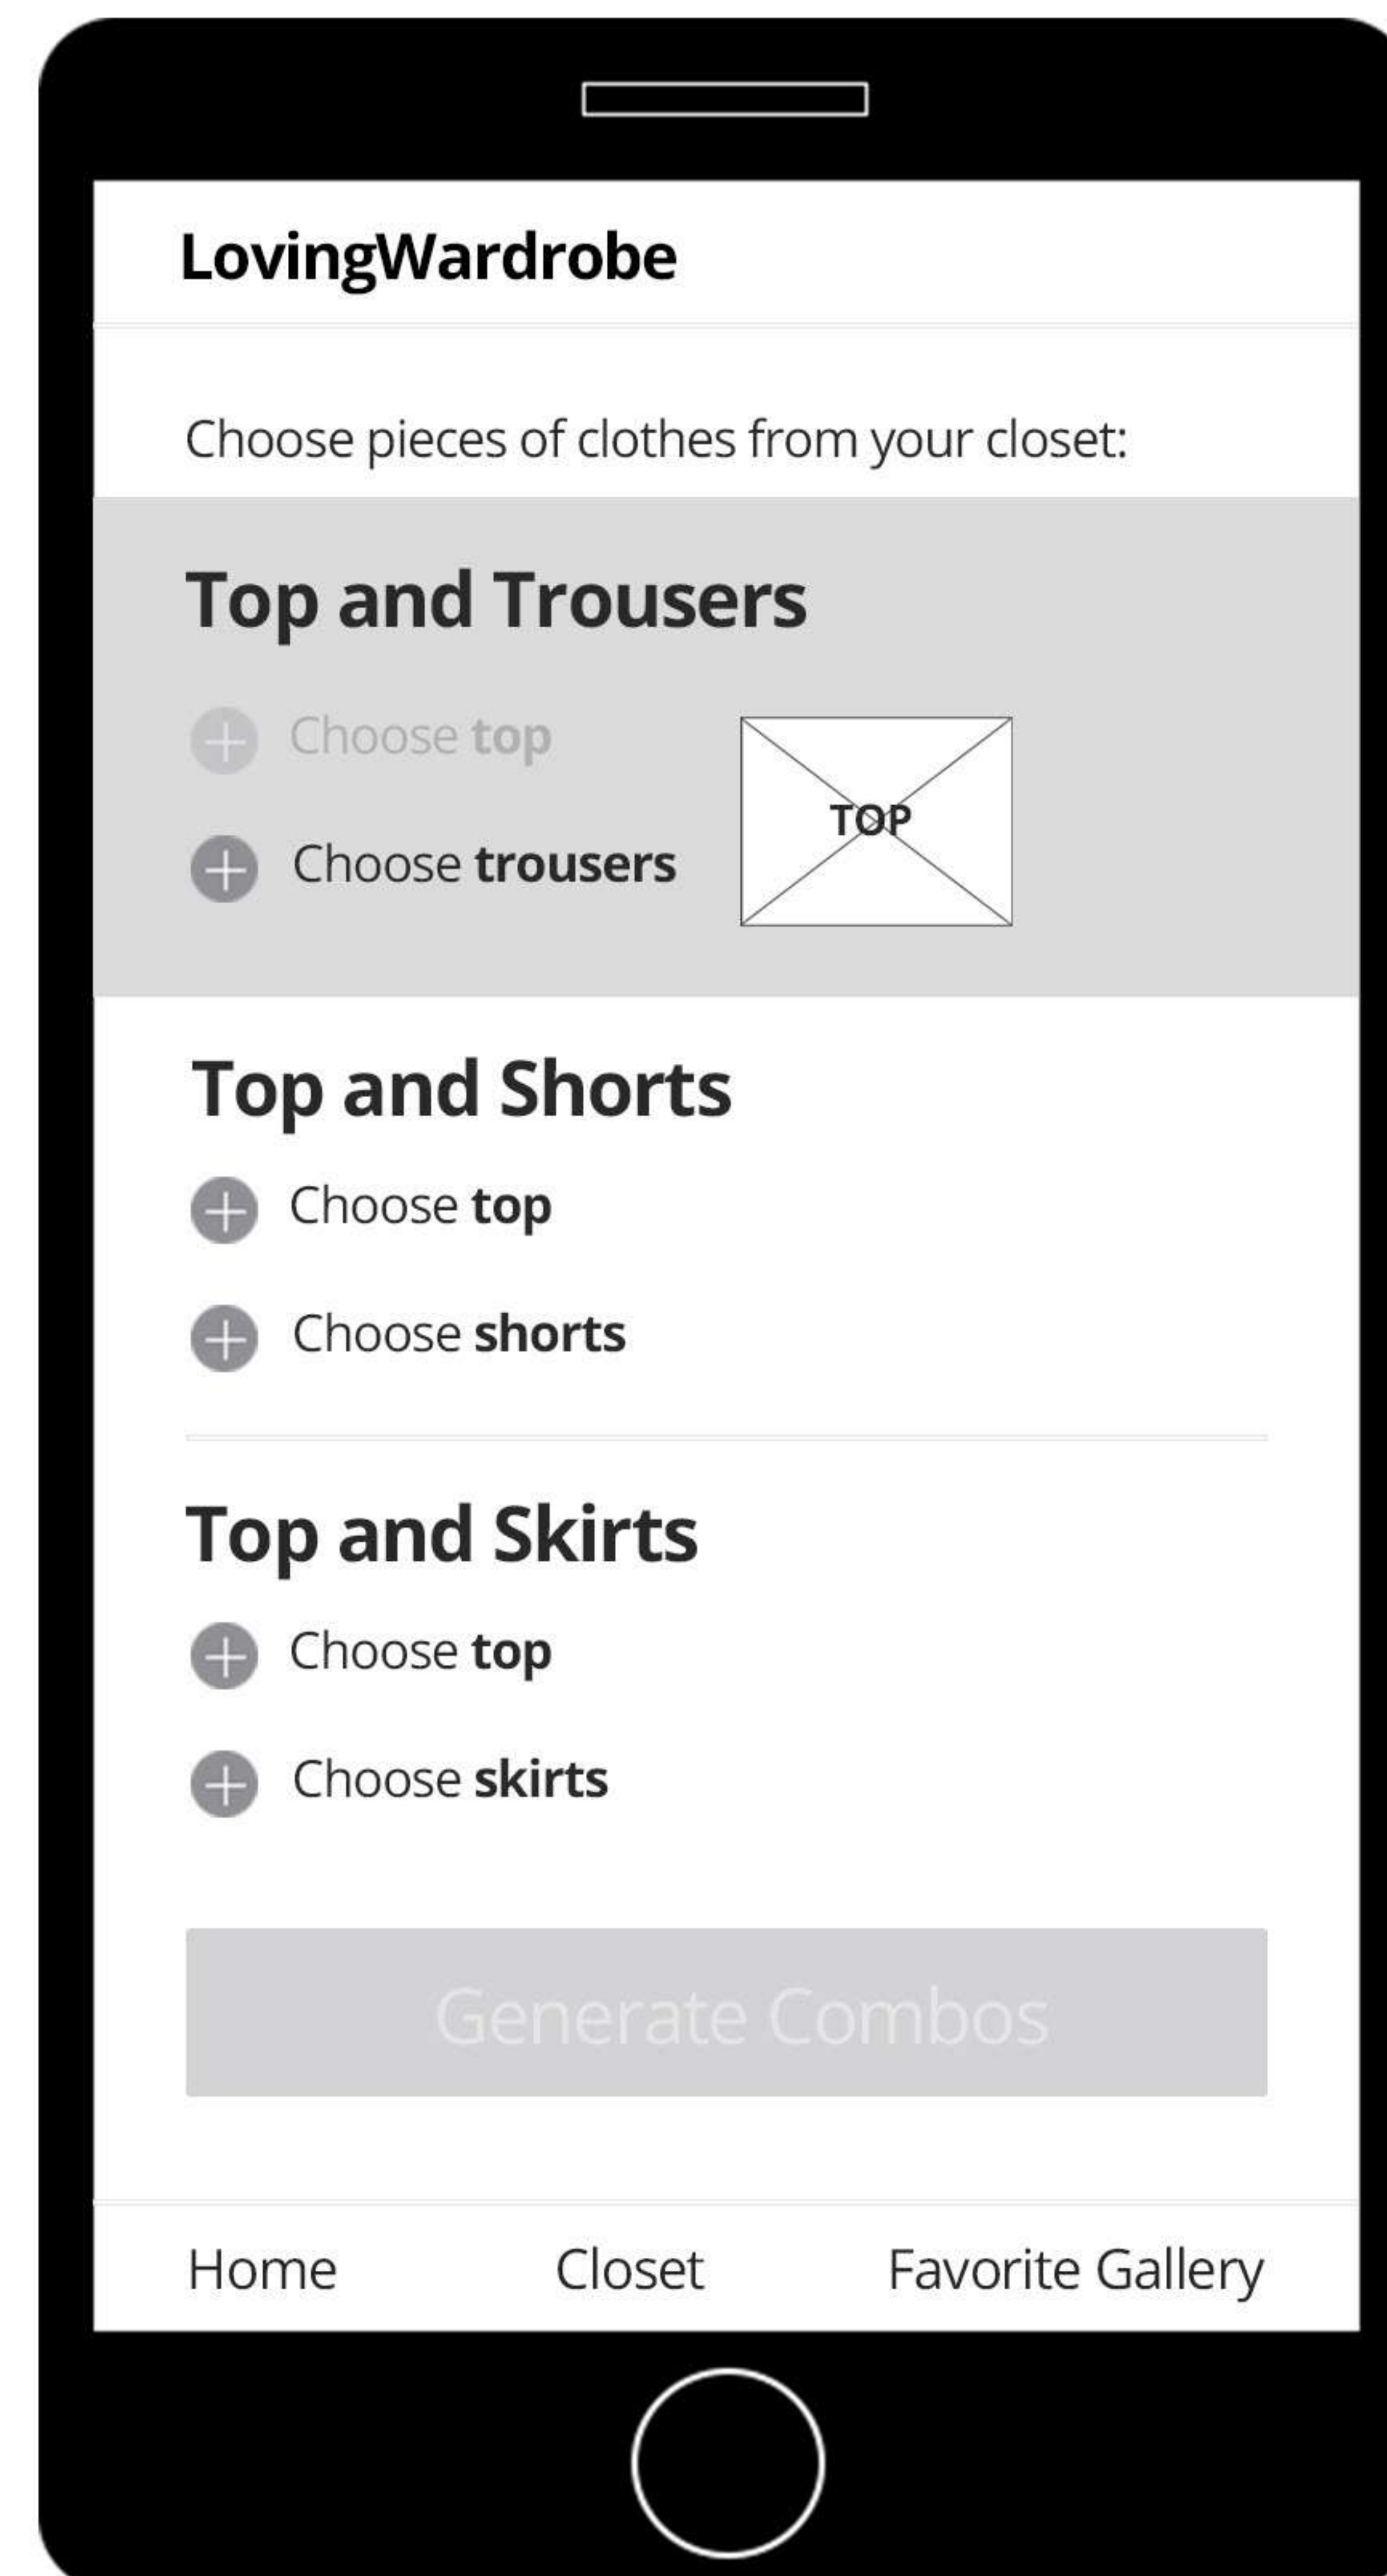 LovingWardrobe
Choose pieces of clothes from your closet:
Top and Trousers
Choose top
TOP
Choose trousers
Top and Shorts
Choose top
Choose shorts
Top and Skirts
Choose top
Choose skirts
Generate Combos
Home Closet Favorite Gallery